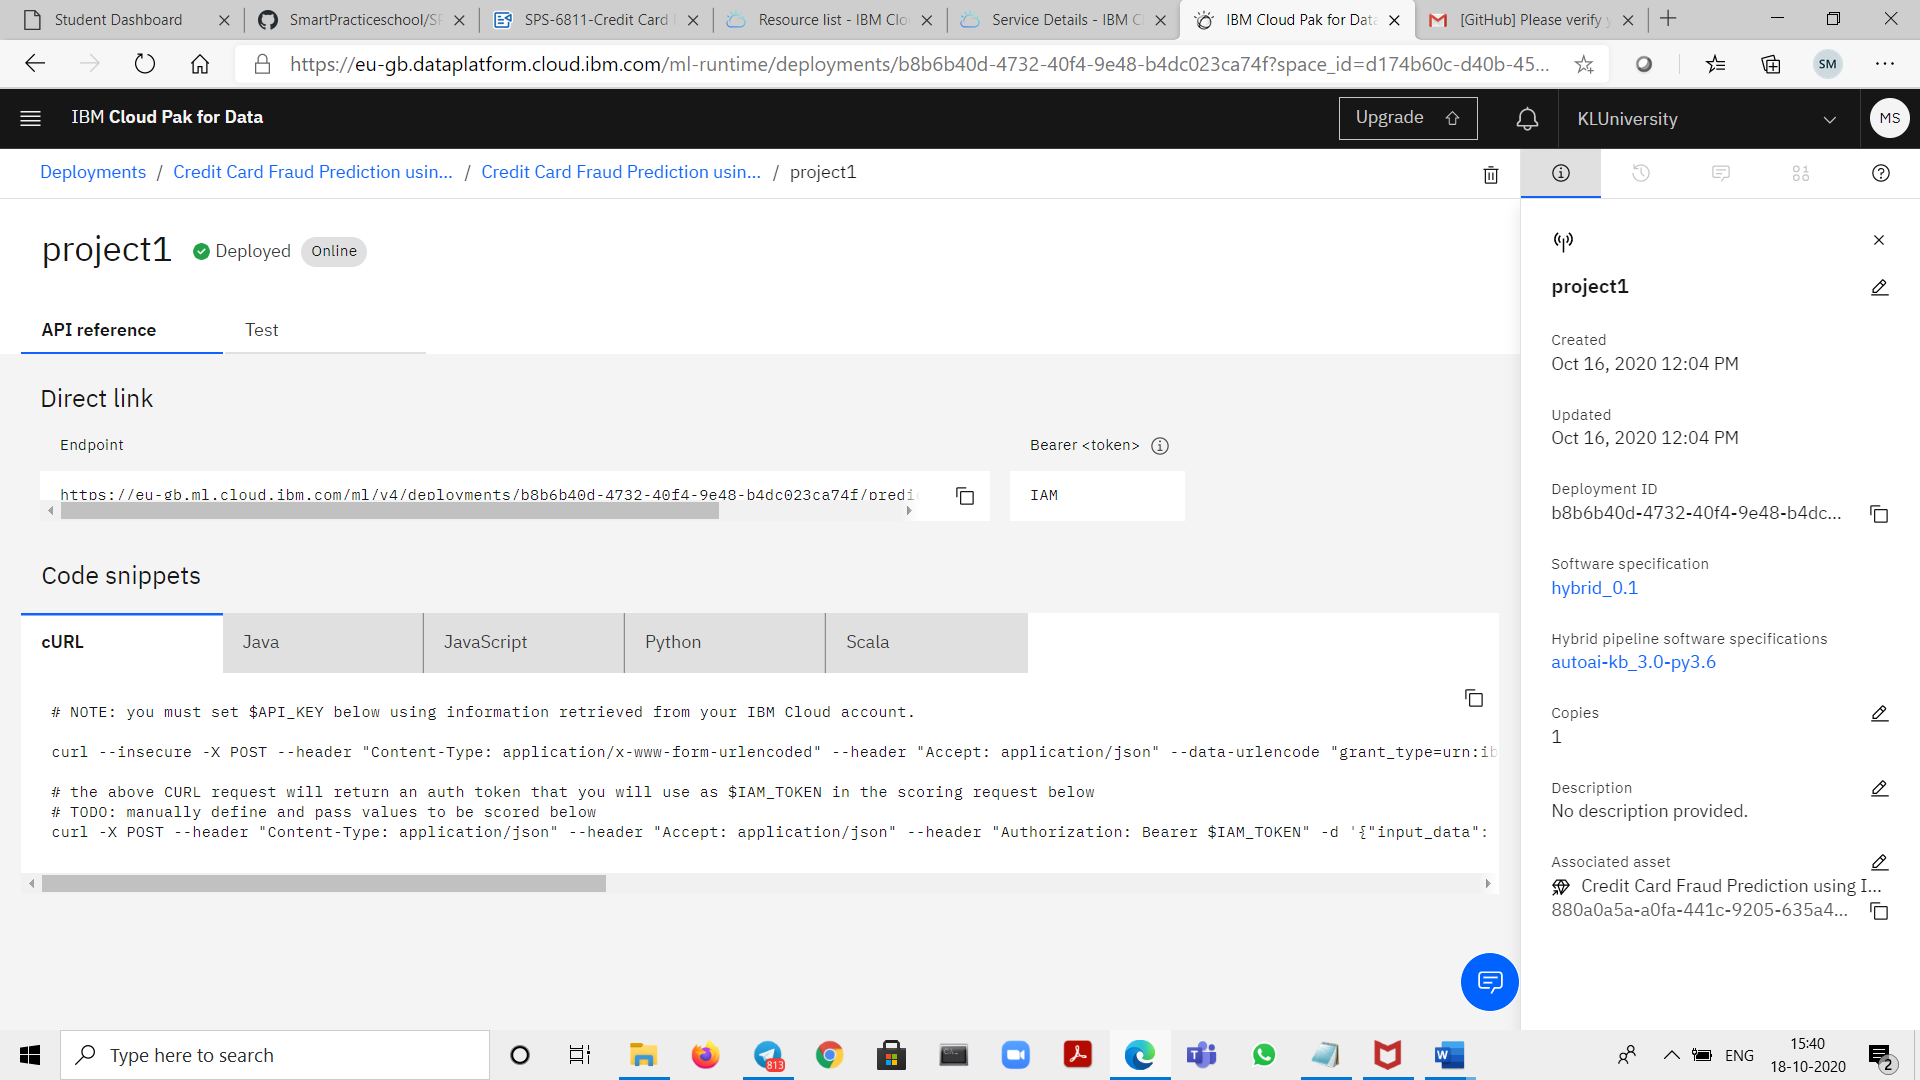 Student Dashboard
SmartPracticeschool/SP
SPS-6811-Credit Card
Resource list - IBM Clo
Service Details - IBM C
IBM Cloud Pak for Data
[GitHub] Please verify y
https://eu-gb.dataplatform.cloud.ibm.com/ml-runtime/deployments/b8b6b40d-4732-40f4-9e48-b4dc023ca74f?space_id=d174b60c-d40b-45...
SM
IBM Cloud Pak for Data
Upgrade
KLUniversity
MS
Deployments / Credit Card Fraud Prediction usin... / Credit Card Fraud Prediction usin... / project1
project1 Deployed Online
API reference Test
Direct link
Endpoint
Bearer <token>
https://eu-gb.ml.cloud.ibm.com/ml/v4/deployments/b8b6b40d-4732-40f4-9e48-b4dc023ca74f/predic
IAM
Code snippets
cURL Java JavaScript Python Scala
# NOTE: you must set $API_KEY below using information retrieved from your IBM Cloud account.
curl --insecure -X POST --header "Content-Type: application/x-www-form-urlencoded" --header "Accept: application/json" --data-urlencode "grant_type=urn:ib
# the above CURL request will return an auth token that you will use as $IAM_TOKEN in the scoring request below
# TODO: manually define and pass values to be scored below
curl -X POST --header "Content-Type: application/json" --header "Accept: application/json" --header "Authorization: Bearer $IAM_TOKEN" -d '{"input_data":
project1
Created
Oct 16, 2020 12:04 PM
Updated
Oct 16, 2020 12:04 PM
Deployment ID
b8b6b40d-4732-40f4-9e48-b4dc...
Software specification
hybrid_0.1
Hybrid pipeline software specifications
autoai-kb_3.0-py3.6
Copies
1
Description
No description provided.
Associated asset
Credit Card Fraud Prediction using I...
880a0a5a-a0fa-441c-9205-635a4...
Type here to search
813
ENG
15:40
18-10-2020
2